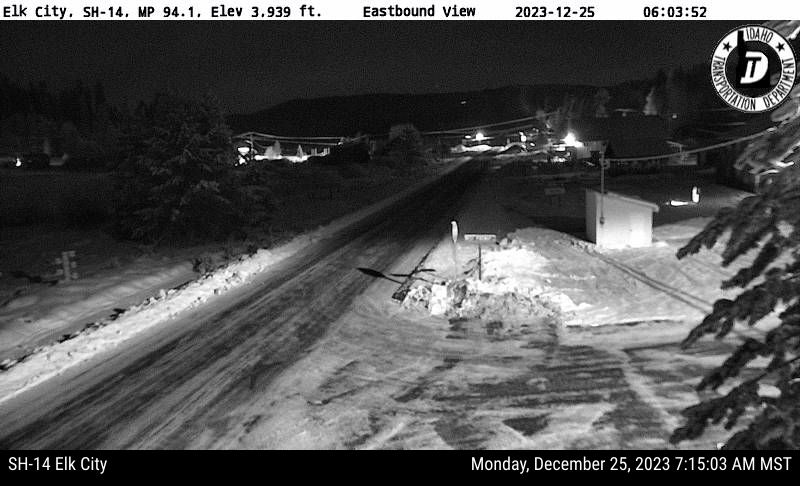 Elk City, SH-14, MP 94.1, Elev 3,939 ft. Eastbound View 2023-12-25 06:03:52
IDAHO
TRANSPORTATION DEPARTMENT
SH-14 Elk City Monday, December 25, 2023 7:15:03 AM MST